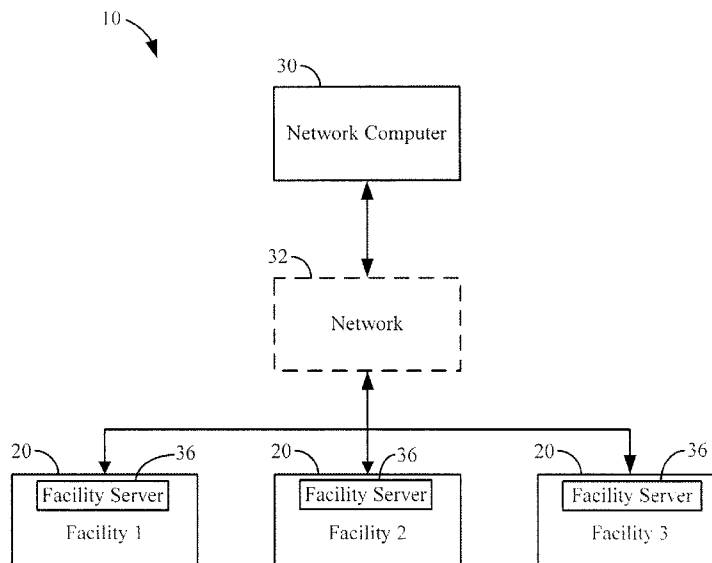 10
30
Network Computer
32
Network
20
36
20
36
20
36
Facility Server
Facility Server
Facility Server
Facility 1
Facility 2
Facility 3